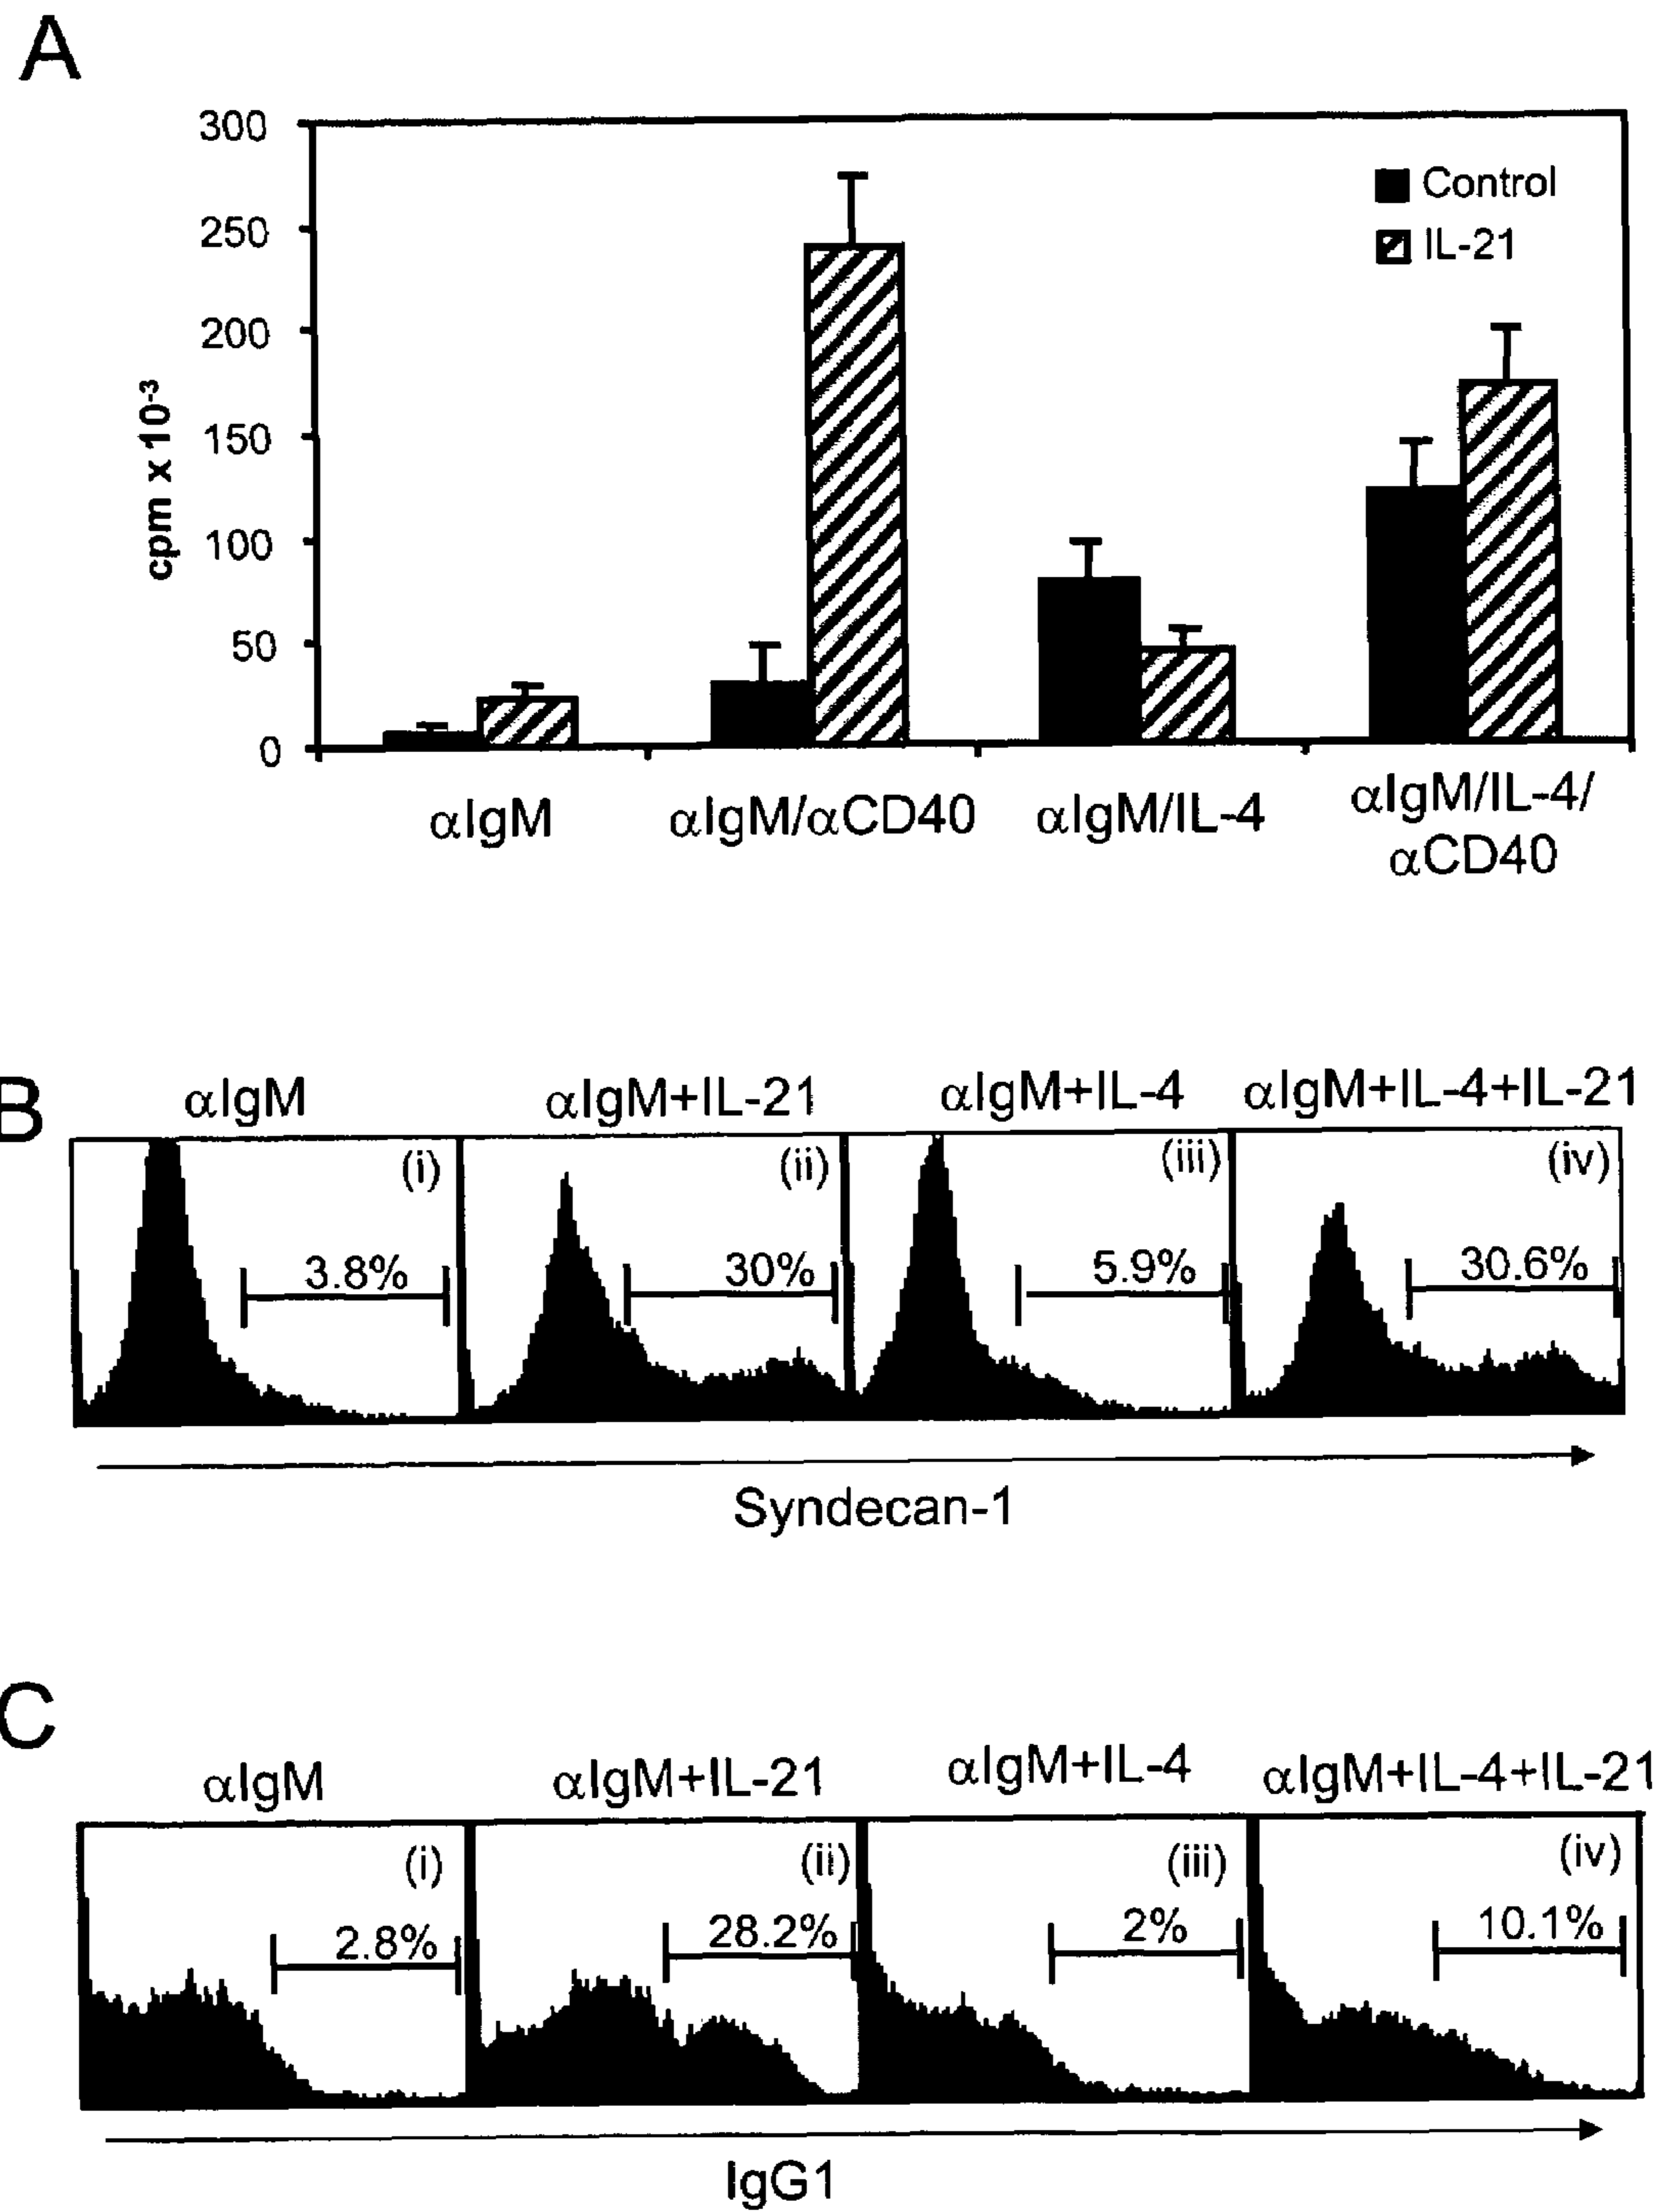 A
300
250
200
150
100
50
0
cpm x 10⁻³
Control
IL-21
αIgM
αIgM/αCD40
αIgM/IL-4
αIgM/IL-4/
αCD40
B
αIgM
αIgM+IL-21
αIgM+IL-4
αIgM+IL-4+IL-21
(i)
(ii)
(iii)
(iv)
3.8%
30%
5.9%
30.6%
Syndecan-1
C
αIgM
αIgM+IL-21
αIgM+IL-4
αIgM+IL-4+IL-21
(i)
(ii)
(iii)
(iv)
2.8%
28.2%
2%
10.1%
IgG1